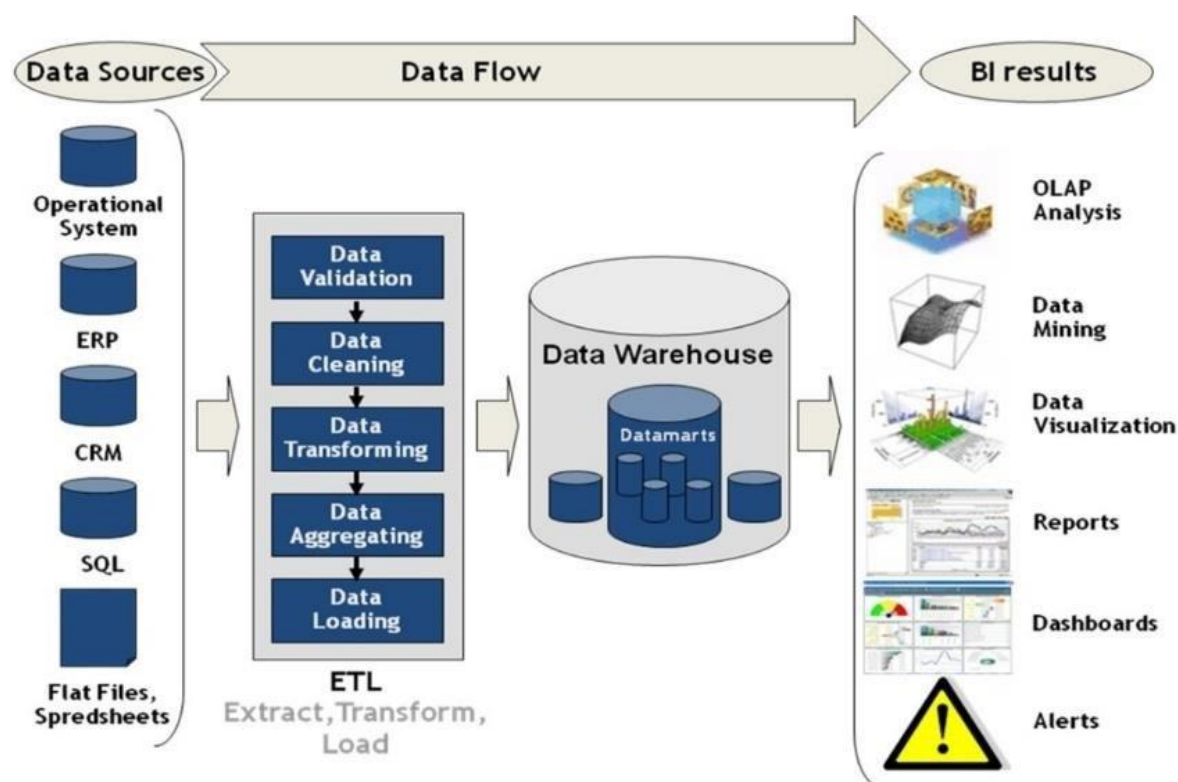 Data Sources
Data Flow
BI results
Operational
System
ERP
CRM
SQL
Flat Files,
Spredsheets
Data
Validation
Data
Cleaning
Data
Transforming
Data
Aggregating
Data
Loading
ETL
Extract,Transform,
Load
Data Warehouse
Datamarts
OLAP
Analysis
Data
Mining
Data
Visualization
Reports
Dashboards
Alerts